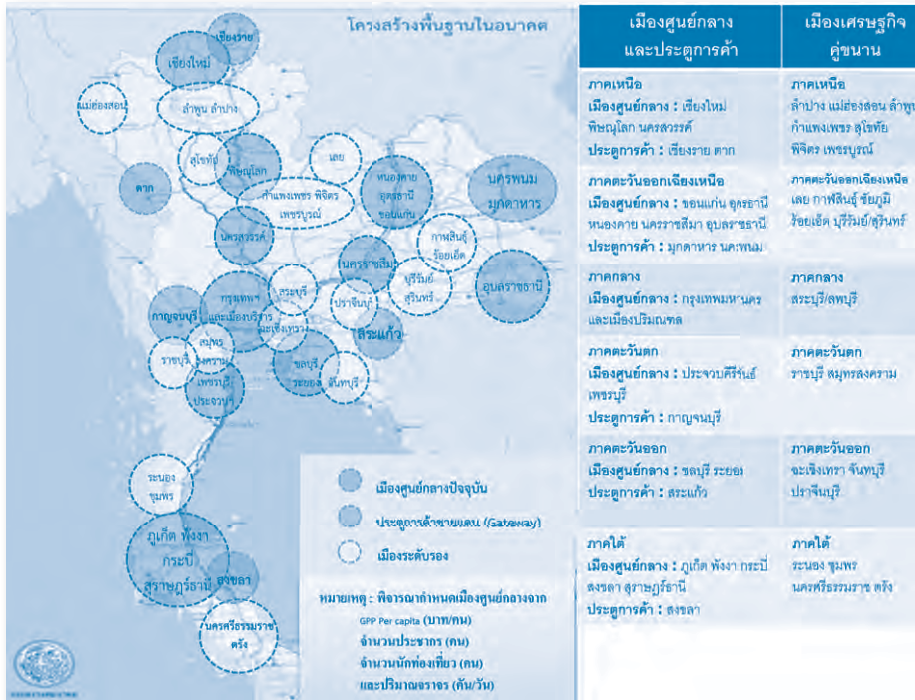 โครงสร้างพื้นฐานในอนาคต
เชียงราย
เชียงใหม่
แม่ฮ่องสอน
ลำพูน ลำปาง
สุโขทัย
พิษณุโลก
เลย
ตาก
หนองคาย
อุดรธานี
ขอนแก่น
นครพนม
มุกดาหาร
กำแพงเพชร พิจิตร
เพชรบูรณ์
นครสวรรค์
กาฬสินธุ์
ร้อยเอ็ด
นครราชสีมา
บุรีรัมย์
สุรินทร์
อุบลราชธานี
สระบุรี
ปราจีนบุรี
กรุงเทพฯ
และเมืองบริวาร
ฉะเชิงเทรา
กาญจนบุรี
สระแก้ว
สมุทร
สงคราม
ราชบุรี
ชลบุรี
ระยอง
จันทบุรี
เพชรบุรี
ประจวบฯ
ระนอง
ชุมพร
ภูเก็ต พังงา
กระบี่
สุราษฎร์ธานี
สงขลา
นครศรีธรรมราช
ตรัง
เมืองศูนย์กลางปัจจุบัน
ประตูการค้าชายแดน (Gateway)
เมืองระดับรอง
หมายเหตุ : พิจารณากำหนดเมืองศูนย์กลางจาก
GPP Per capita (บาท/คน)
จำนวนประชากร (คน)
จำนวนนักท่องเที่ยว (คน)
และปริมาณจราจร (คัน/วัน)
เมืองศูนย์กลาง
และประตูการค้า
เมืองเศรษฐกิจ
คู่ขนาน
ภาคเหนือ
เมืองศูนย์กลาง : เชียงใหม่
พิษณุโลก นครสวรรค์
ประตูการค้า : เชียงราย ตาก
ภาคเหนือ
ลำปาง แม่ฮ่องสอน ลำพูน
กำแพงเพชร สุโขทัย
พิจิตร เพชรบูรณ์
ภาคตะวันออกเฉียงเหนือ
เมืองศูนย์กลาง : ขอนแก่น อุดรธานี
หนองคาย นครราชสีมา อุบลราชธานี
ประตูการค้า : มุกดาหาร นครพนม
ภาคตะวันออกเฉียงเหนือ
เลย กาฬสินธุ์ ชัยภูมิ
ร้อยเอ็ด บุรีรัมย์/สุรินทร์
ภาคกลาง
เมืองศูนย์กลาง : กรุงเทพมหานคร
และเมืองปริมณฑล
ภาคกลาง
สระบุรี/ลพบุรี
ภาคตะวันตก
เมืองศูนย์กลาง : ประจวบคีรีขันธ์
เพชรบุรี
ประตูการค้า : กาญจนบุรี
ภาคตะวันตก
ราชบุรี สมุทรสงคราม
ภาคตะวันออก
เมืองศูนย์กลาง : ชลบุรี ระยอง
ประตูการค้า : สระแก้ว
ภาคตะวันออก
ฉะเชิงเทรา จันทบุรี
ปราจีนบุรี
ภาคใต้
เมืองศูนย์กลาง : ภูเก็ต พังงา กระบี่
สงขลา สุราษฎร์ธานี
ประตูการค้า : สงขลา
ภาคใต้
ระนอง ชุมพร
นครศรีธรรมราช ตรัง